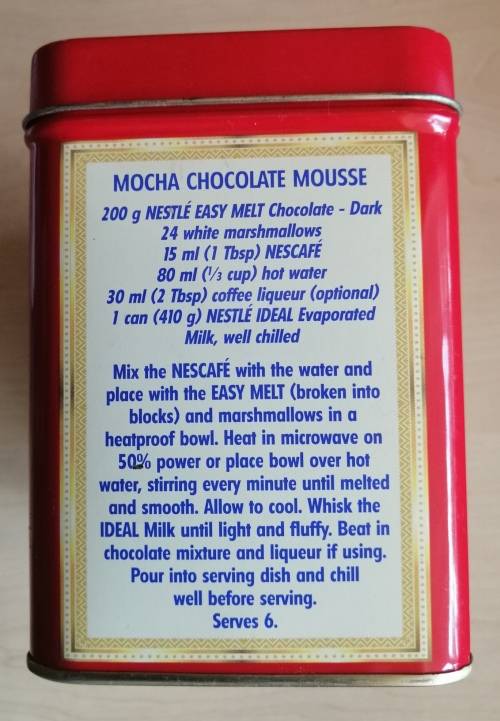 MOCHA CHOCOLATE MOUSSE
200 g NESTLÉ EASY MELT Chocolate - Dark
24 white marshmallows
15 ml (1 Tbsp) NESCAFÉ
80 ml (⅓ cup) hot water
30 ml (2 Tbsp) coffee liqueur (optional)
1 can (410 g) NESTLÉ IDEAL Evaporated
Milk, well chilled
Mix the NESCAFÉ with the water and
place with the EASY MELT (broken into
blocks) and marshmallows in a
heatproof bowl. Heat in microwave on
50% power or place bowl over hot
water, stirring every minute until melted
and smooth. Allow to cool. Whisk the
IDEAL Milk until light and fluffy. Beat in
chocolate mixture and liqueur if using.
Pour into serving dish and chill
well before serving.
Serves 6.